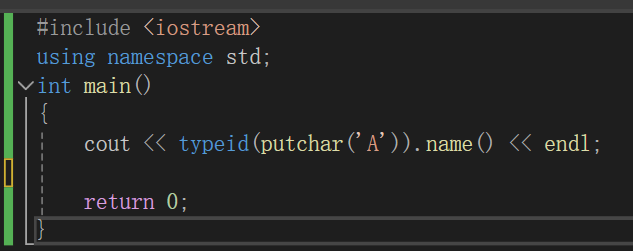 #include <iostream>
using namespace std;
int main()
{
cout << typeid(putchar('A')).name() << endl;
return 0;
}